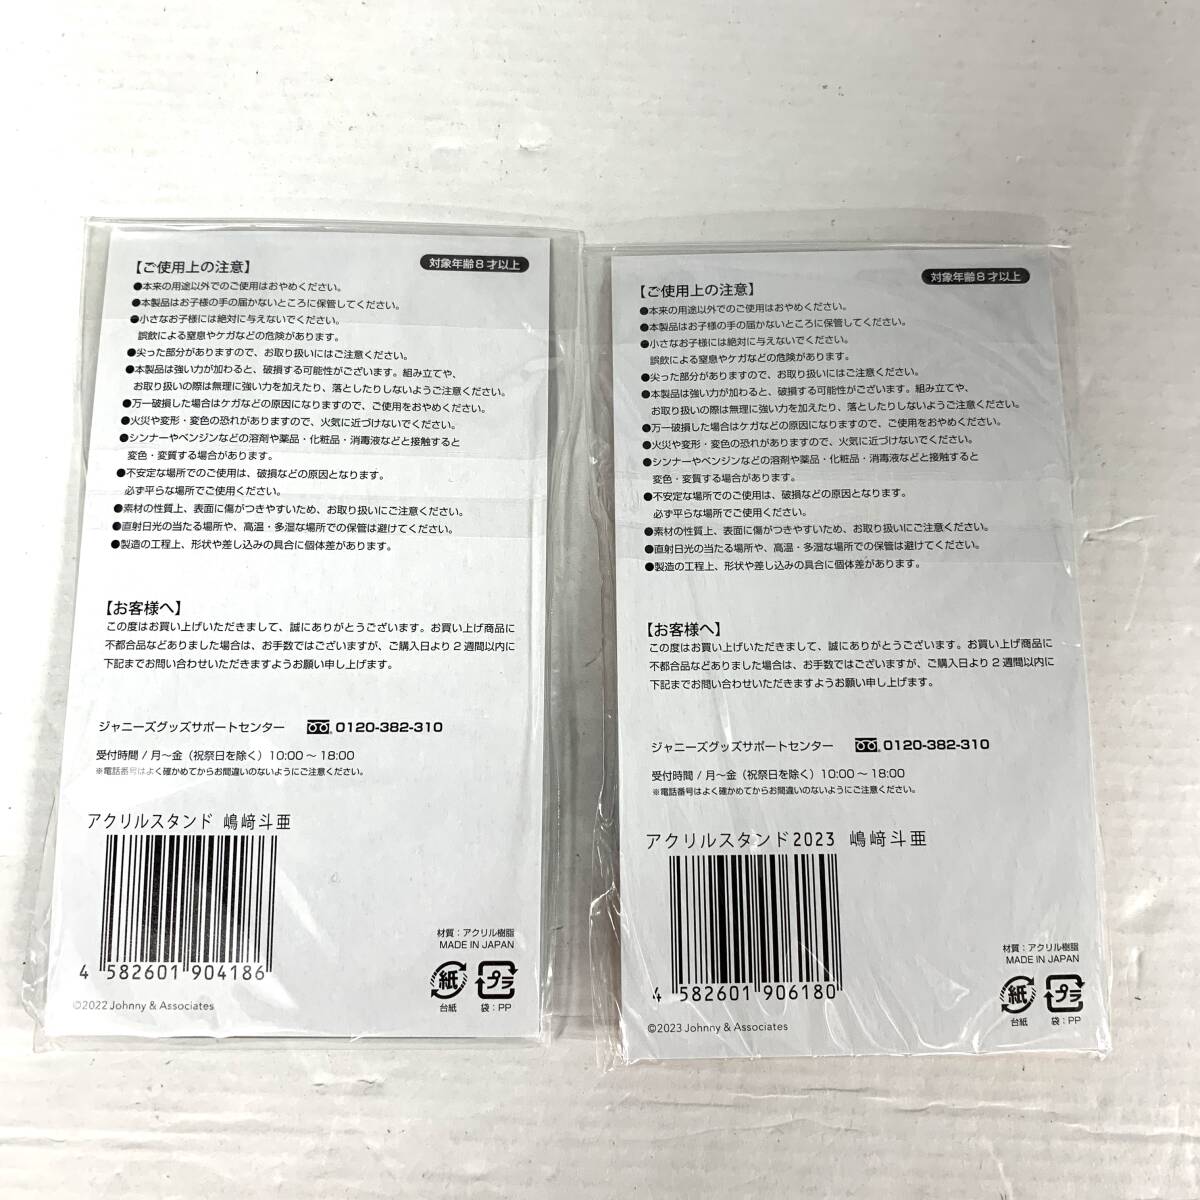 【ご使用上の注意】
対象年齢8才以上
●本来の用途以外でのご使用はおやめください。
●本製品はお子様の手の届かないところに保管してください。
●小さなお子様には絶対に与えないでください。
誤飲による窒息やケガなどの危険があります。
●尖った部分がありますので、お取り扱いにはご注意ください。
●本製品は強い力が加わると、破損する可能性がございます。組み立てや、
お取り扱いの際は無理に強い力を加えたり、落としたりしないようご注意ください。
●万一破損した場合はケガなどの原因になりますので、ご使用をおやめください。
●火災や変形・変色の恐れがありますので、火気に近づけないでください。
●シンナーやベンジンなどの溶剤や薬品・化粧品・消毒液などと接触すると
変色・変質する場合があります。
●不安定な場所でのご使用は、破損などの原因となります。
必ず平らな場所でご使用ください。
●素材の性質上、表面に傷がつきやすいため、お取り扱いにご注意ください。
●直射日光の当たる場所や、高温・多湿な場所での保管は避けてください。
●製造の工程上、形状や差し込みの具合に個体差があります。
【お客様へ】
この度はお買い上げいただきまして、誠にありがとうございます。お買い上げ商品に
不都合品などありました場合は、お手数ではございますが、ご購入日より2週間以内に
下記までお問い合わせいただきますようお願い申し上げます。
ジャニーズグッズサポートセンター 0120-382-310
受付時間/月～金（祝祭日を除く）10:00～18:00
※電話番号はよく確かめてからお間違いのないようにご注意ください。
アクリルスタンド 嶋﨑斗亜
4 582601 904186
材質：アクリル樹脂
MADE IN JAPAN
紙 プラ
台紙 袋：PP
©2022 Johnny & Associates
【ご使用上の注意】
対象年齢8才以上
●本来の用途以外でのご使用はおやめください。
●本製品はお子様の手の届かないところに保管してください。
●小さなお子様には絶対に与えないでください。
誤飲による窒息やケガなどの危険があります。
●尖った部分がありますので、お取り扱いにはご注意ください。
●本製品は強い力が加わると、破損する可能性がございます。組み立てや、
お取り扱いの際は無理に強い力を加えたり、落としたりしないようご注意ください。
●万一破損した場合はケガなどの原因になりますので、ご使用をおやめください。
●火災や変形・変色の恐れがありますので、火気に近づけないでください。
●シンナーやベンジンなどの溶剤や薬品・化粧品・消毒液などと接触すると
変色・変質する場合があります。
●不安定な場所でのご使用は、破損などの原因となります。
必ず平らな場所でご使用ください。
●素材の性質上、表面に傷がつきやすいため、お取り扱いにご注意ください。
●直射日光の当たる場所や、高温・多湿な場所での保管は避けてください。
●製造の工程上、形状や差し込みの具合に個体差があります。
【お客様へ】
この度はお買い上げいただきまして、誠にありがとうございます。お買い上げ商品に
不都合品などありました場合は、お手数ではございますが、ご購入日より2週間以内に
下記までお問い合わせいただきますようお願い申し上げます。
ジャニーズグッズサポートセンター 0120-382-310
受付時間/月～金（祝祭日を除く）10:00～18:00
※電話番号はよく確かめてからお間違いのないようにご注意ください。
アクリルスタンド2023 嶋﨑斗亜
4 582601 906180
材質：アクリル樹脂
MADE IN JAPAN
紙 プラ
台紙 袋：PP
©2023 Johnny & Associates